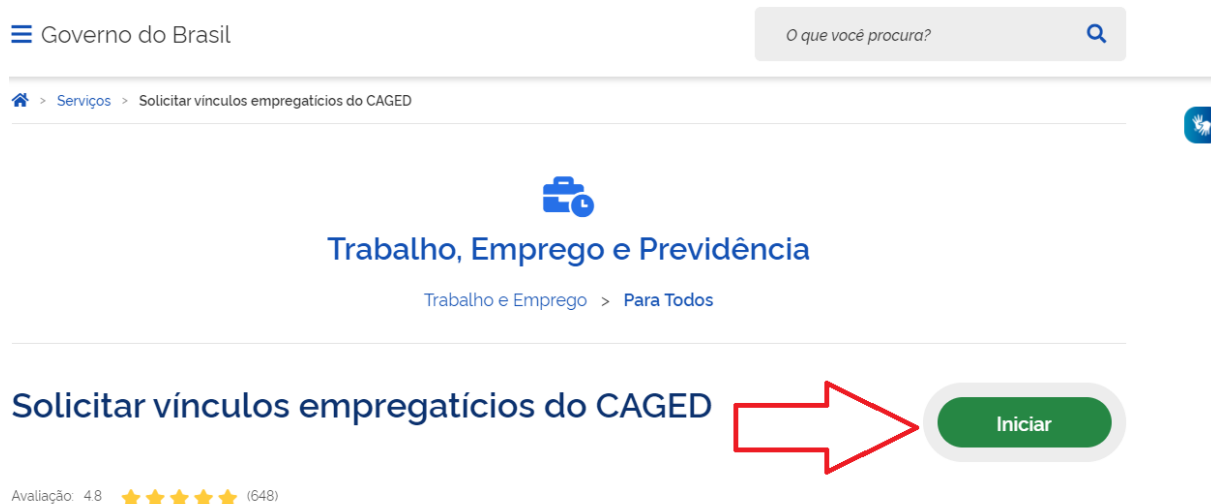 Governo do Brasil
O que você procura?
> Serviços > Solicitar vínculos empregatícios do CAGED
Trabalho, Emprego e Previdência
Trabalho e Emprego > Para Todos
Solicitar vínculos empregatícios do CAGED
Iniciar
Avaliação: 4.8 (648)